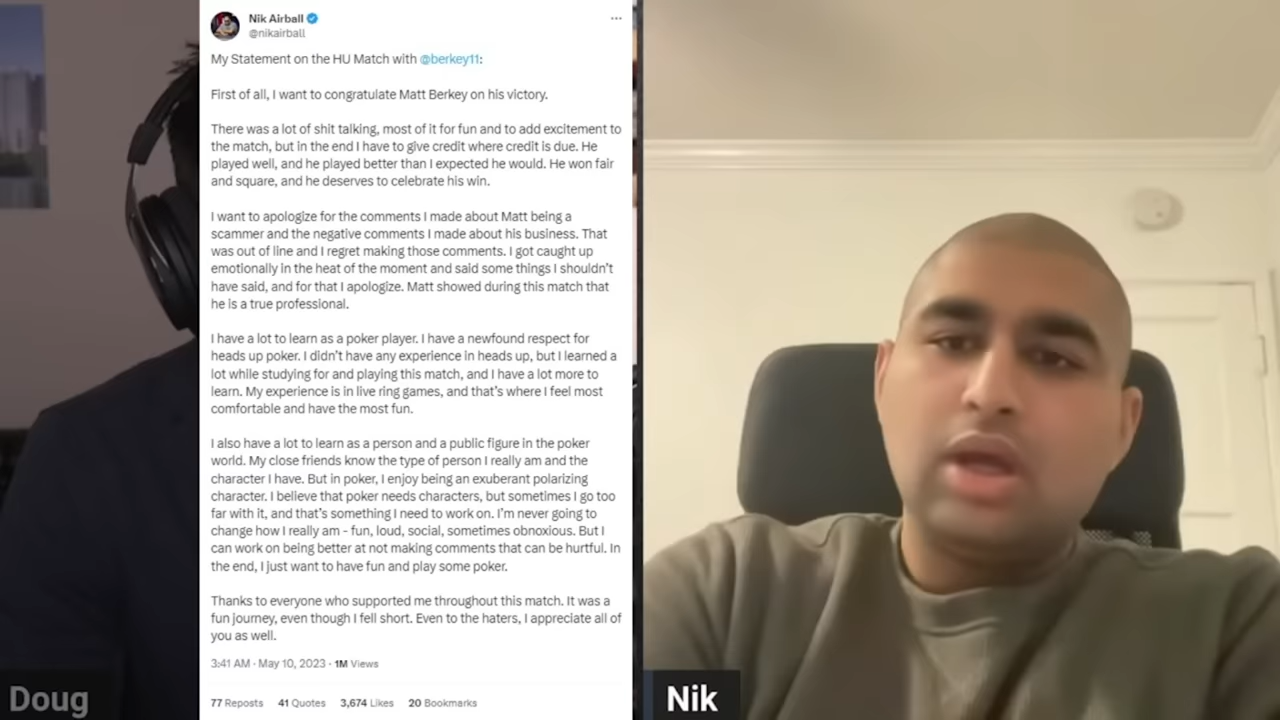 Nik Airball
@nikairball
My Statement on the HU Match with @berkey11:
First of all, I want to congratulate Matt Berkey on his victory.
There was a lot of shit talking, most of it for fun and to add excitement to
the match, but in the end I have to give credit where credit is due. He
played well, and he played better than I expected he would. He won fair
and square, and he deserves to celebrate his win.
I want to apologize for the comments I made about Matt being a
scammer and the negative comments I made about his business. That
was out of line and I regret making those comments. I got caught up
emotionally in the heat of the moment and said some things I shouldn't
have said, and for that I apologize. Matt showed during this match that
he is a true professional.
I have a lot to learn as a poker player. I have a newfound respect for
heads up poker. I didn't have any experience in heads up, but I learned a
lot while studying for and playing this match, and I have a lot more to
learn. My experience is in live ring games, and that's where I feel most
comfortable and have the most fun.
I also have a lot to learn as a person and a public figure in the poker
world. My close friends know the type of person I really am and the
character I have. But in poker, I enjoy being an exuberant polarizing
character. I believe that poker needs characters, but sometimes I go too
far with it, and that's something I need to work on. I'm never going to
change how I really am - fun, loud, social, sometimes obnoxious. But I
can work on being better at not making comments that can be hurtful. In
the end, I just want to have fun and play some poker.
Thanks to everyone who supported me throughout this match. It was a
fun journey, even though I fell short. Even to the haters, I appreciate all of
you as well.
3:41 AM · May 10, 2023 · 1M Views
77 Reposts 41 Quotes 3,674 Likes 20 Bookmarks
Doug
Nik